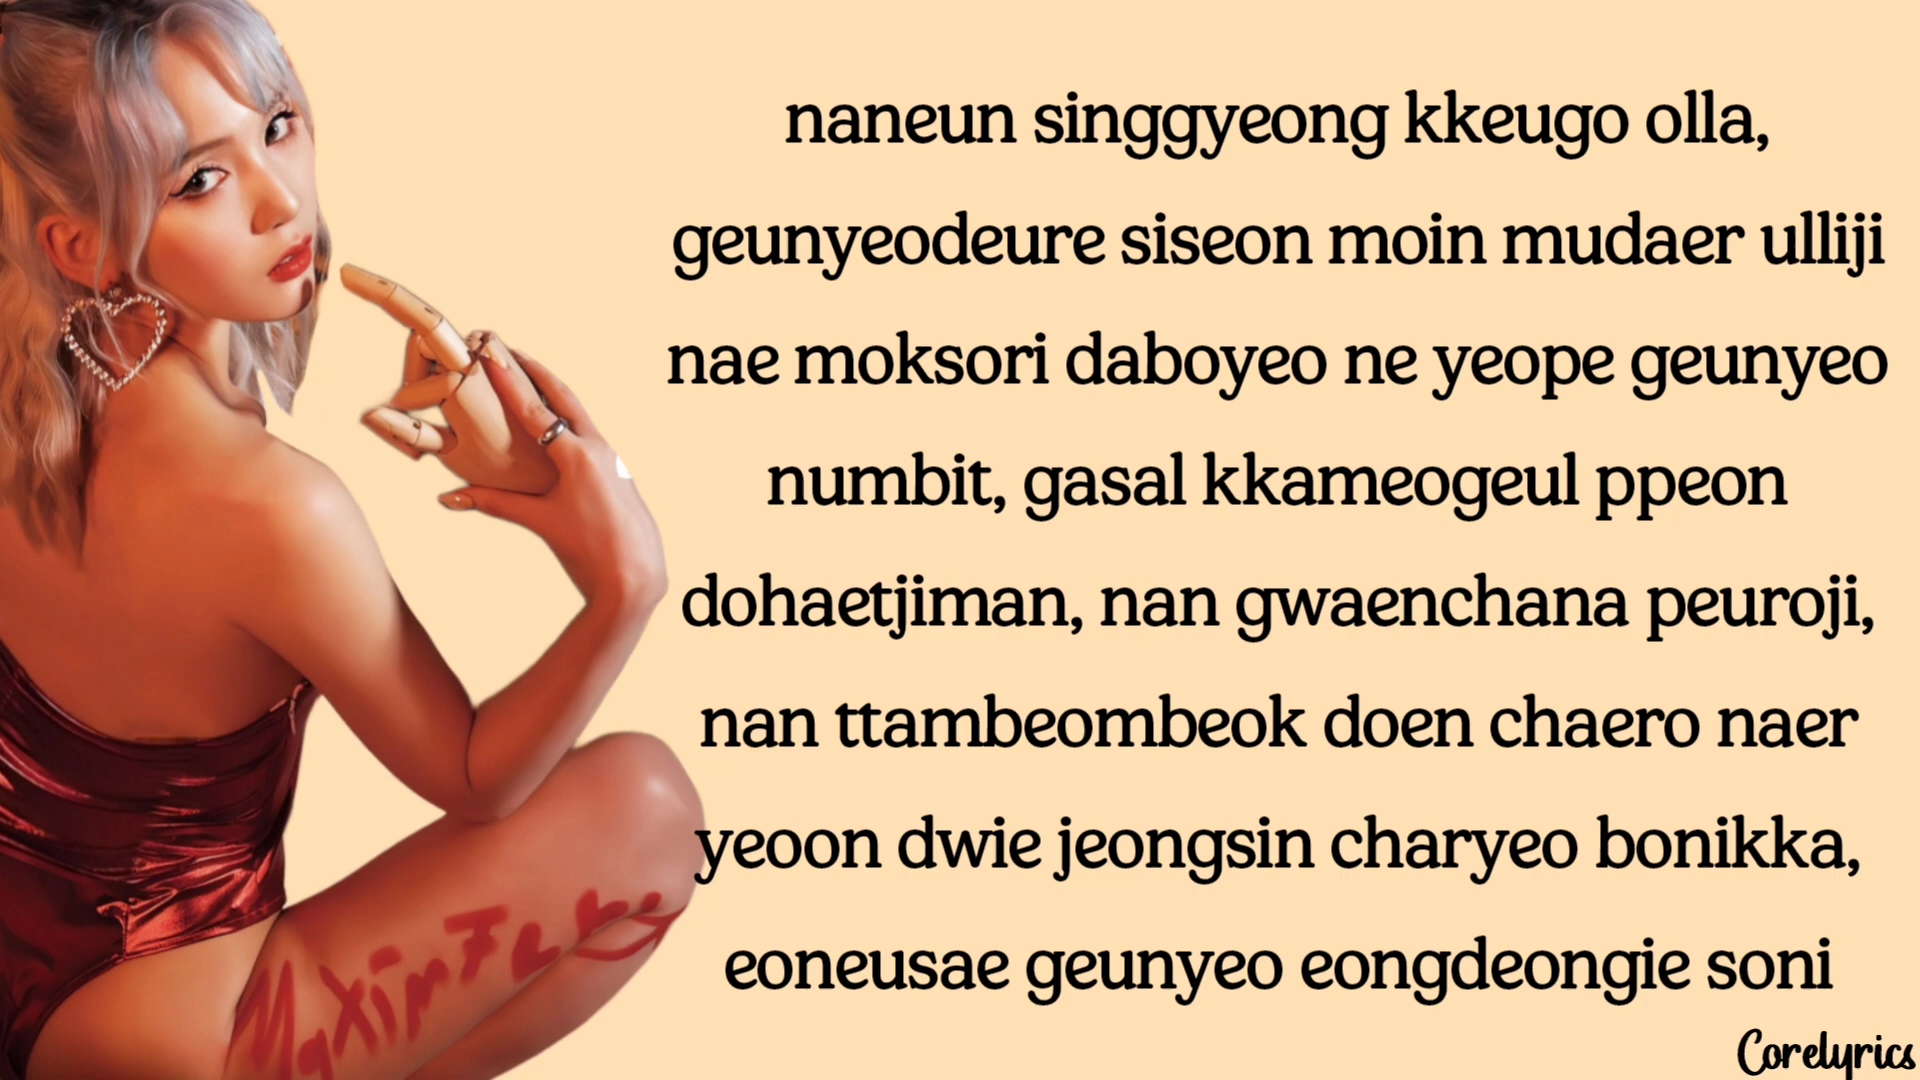 naneun singgyeong kkeugo olla,
geunyeodeure siseon moin mudaer ulliji
nae moksori daboyeo ne yeope geunyeo
numbit, gasal kkameogeul ppeon
dohaetjiman, nan gwaenchana peuroji,
nan ttambeombeok doen chaero naer
yeoon dwie jeongsin charyeo bonikka,
eoneusae geunyeo eongdeongie soni
Corelyrics